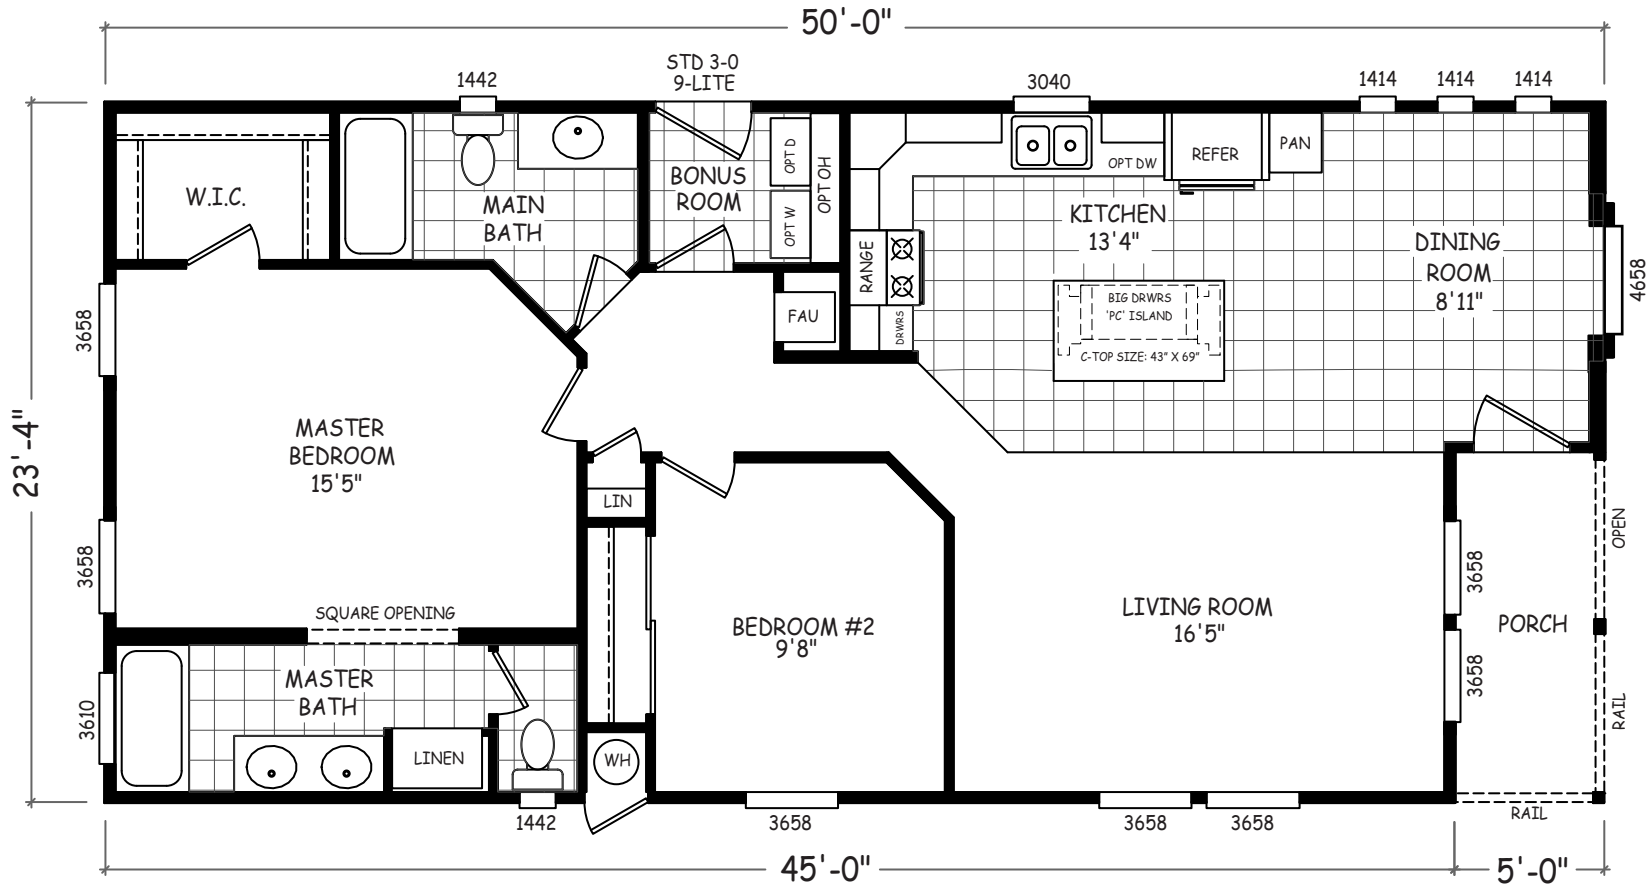 50'-0"
STD 3-0
9-LITE
1442
3040
1414
1414
1414
W.I.C.
MAIN
BATH
BONUS
ROOM
OPT D
OPT W
OPT OH
OPT DW
REFER
PAN
KITCHEN
13'4"
RANGE
DRWRS
BIG DRWRS
'PC' ISLAND
C-TOP SIZE: 43" X 69"
DINING
ROOM
8'11"
4658
FAU
3658
23'-4"
MASTER
BEDROOM
15'5"
LIN
3658
OPEN
3658
SQUARE OPENING
BEDROOM #2
9'8"
LIVING ROOM
16'5"
PORCH
3658
MASTER
BATH
3610
RAIL
LINEN
WH
1442
3658
3658
3658
RAIL
45'-0"
5'-0"